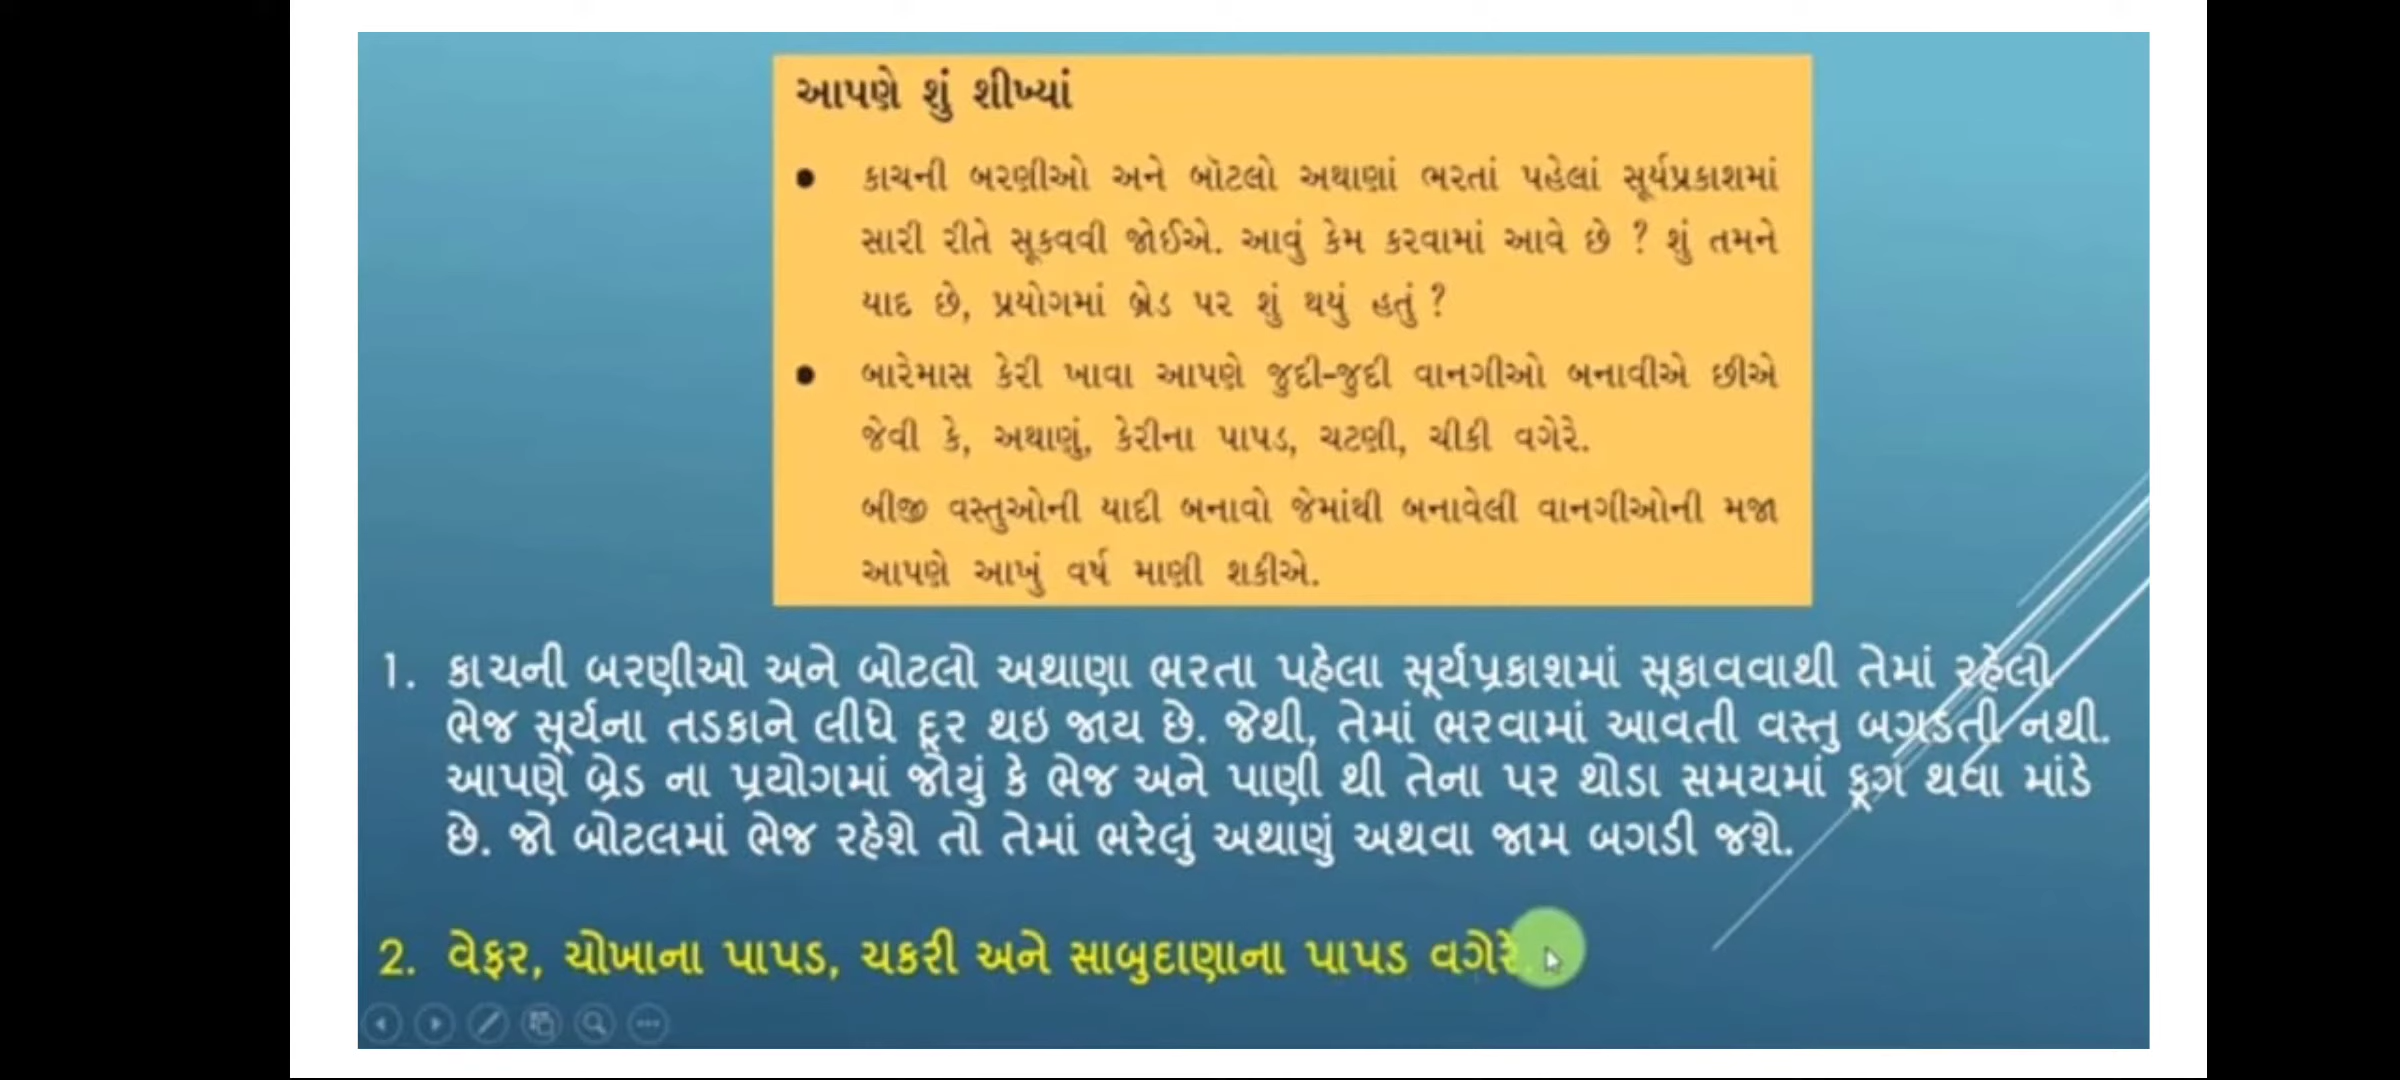 આપણે શું શીખ્યાં
● કાચની બરણીઓ અને બૉટલો અથાણાં ભરતાં પહેલાં સૂર્યપ્રકાશમાં
સારી રીતે સૂકવવી જોઈએ. આવું કેમ કરવામાં આવે છે ? શું તમને
યાદ છે, પ્રયોગમાં બ્રેડ પર શું થયું હતું ?
● બારેમાસ કેરી ખાવા આપણે જુદી-જુદી વાનગીઓ બનાવીએ છીએ
જેવી કે, અથાણું, કેરીના પાપડ, ચટણી, ચીકી વગેરે.
બીજી વસ્તુઓની યાદી બનાવો જેમાંથી બનાવેલી વાનગીઓની મજા
આપણે આખું વર્ષ માણી શકીએ.
1. કાચની બરણીઓ અને બોટલો અથાણા ભરતા પહેલા સૂર્યપ્રકાશમાં સૂકાવવાથી તેમાં રહેલો
ભેજ સૂર્યના તડકાને લીધે દૂર થઇ જાય છે. જેથી, તેમાં ભરવામાં આવતી વસ્તુ બગડતી નથી.
આપણે બ્રેડ ના પ્રયોગમાં જોયું કે ભેજ અને પાણી થી તેના પર થોડા સમયમાં ફૂગ થવા માંડે
છે. જો બોટલમાં ભેજ રહેશે તો તેમાં ભરેલું અથાણું અથવા જામ બગડી જશે.
2. વેફર, ચોખાના પાપડ, ચકરી અને સાબુદાણાના પાપડ વગેરે.